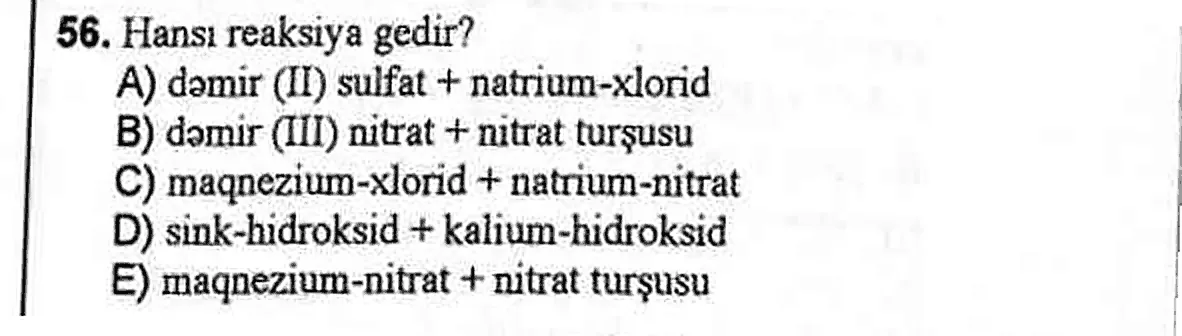 56. Hansı reaksiya gedir?
A) dəmir (II) sulfat + natrium-xlorid
B) dəmir (III) nitrat + nitrat turşusu
C) maqnezium-xlorid + natrium-nitrat
D) sink-hidroksid + kalium-hidroksid
E) maqnezium-nitrat + nitrat turşusu